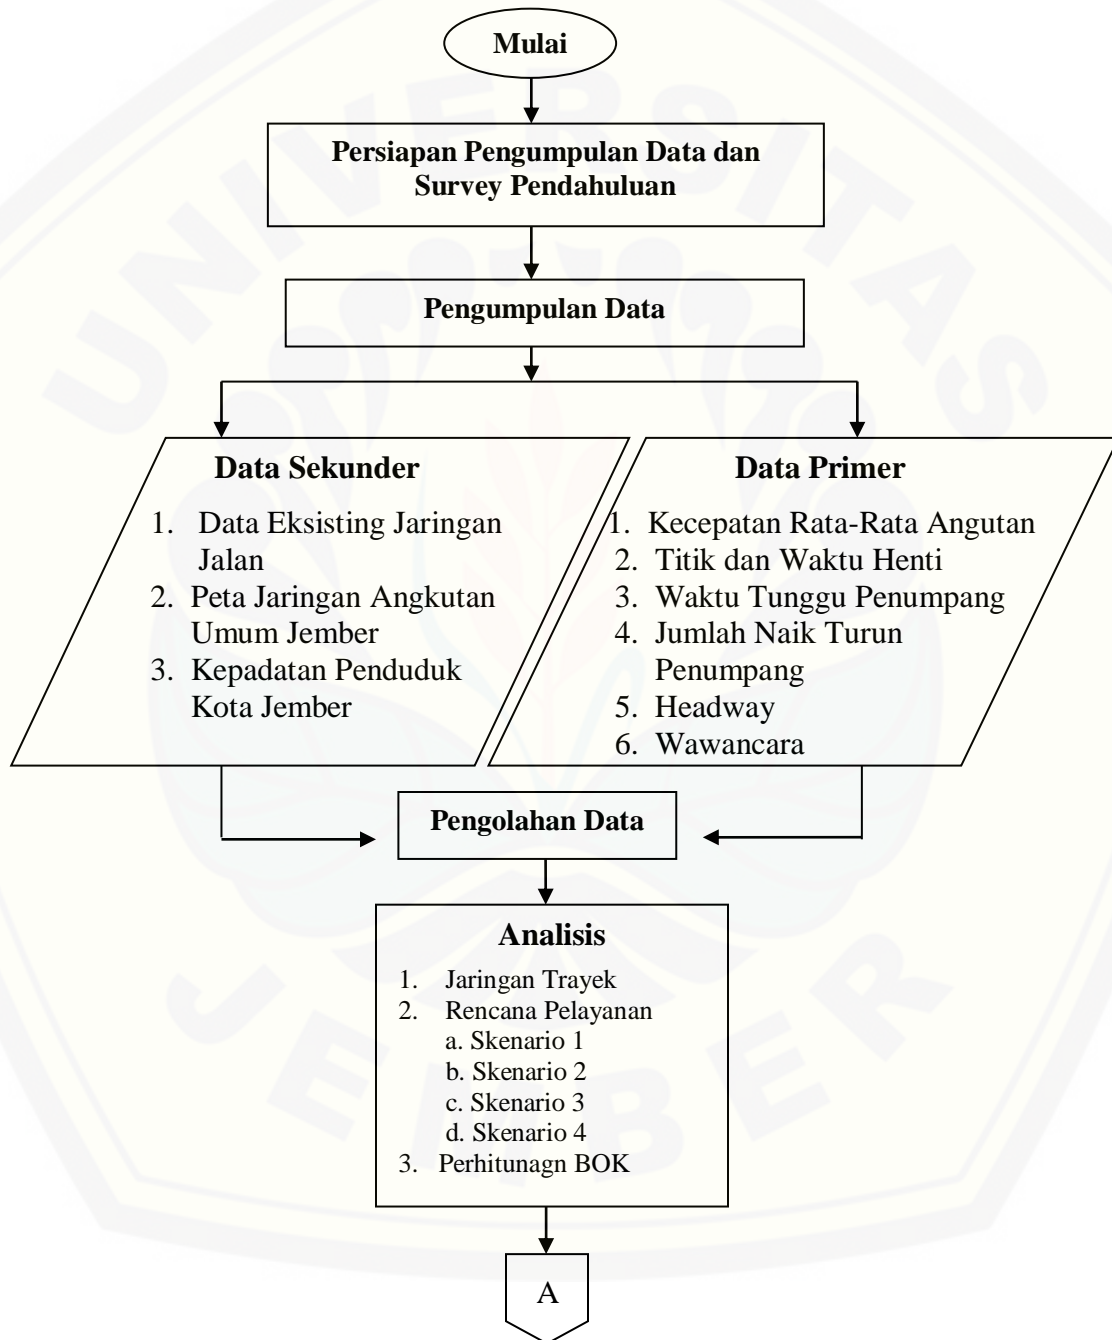 Mulai
Persiapan Pengumpulan Data dan
Survey Pendahuluan
Pengumpulan Data
Data Sekunder
1. Data Eksisting Jaringan
Jalan
2. Peta Jaringan Angkutan
Umum Jember
3. Kepadatan Penduduk
Kota Jember
Data Primer
1. Kecepatan Rata-Rata Angutan
2. Titik dan Waktu Henti
3. Waktu Tunggu Penumpang
4. Jumlah Naik Turun
Penumpang
5. Headway
6. Wawancara
Pengolahan Data
Analisis
1. Jaringan Trayek
2. Rencana Pelayanan
a. Skenario 1
b. Skenario 2
c. Skenario 3
d. Skenario 4
3. Perhitunagn BOK
A
UNIVERSITAS
JEMBER